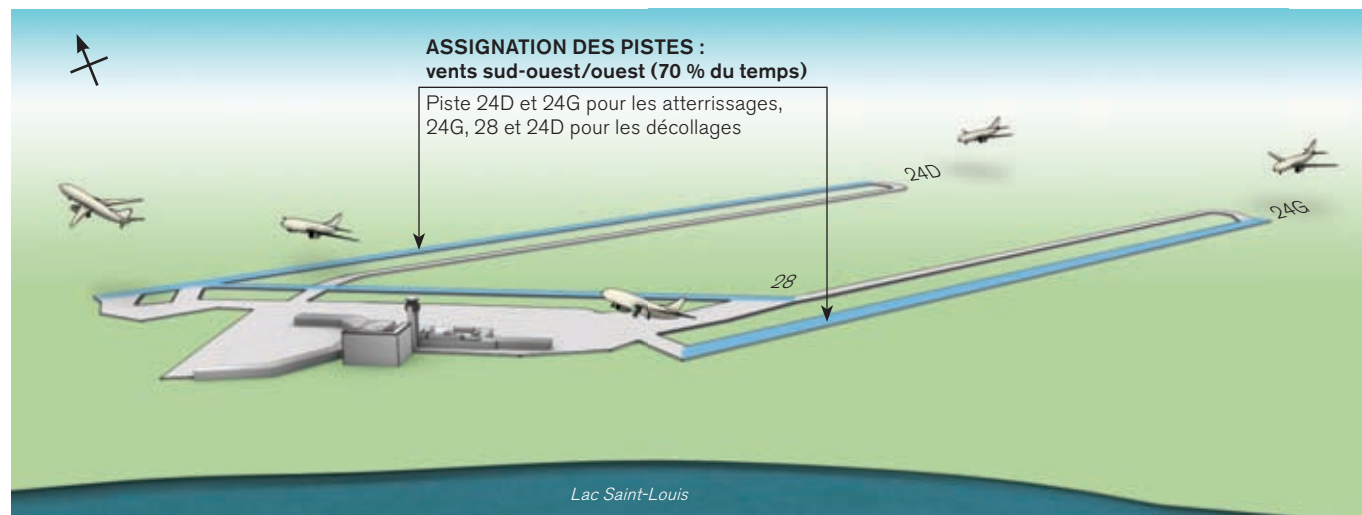 ASSIGNATION DES PISTES :
vents sud-ouest/ouest (70 % du temps)
Piste 24D et 24G pour les atterrissages,
24G, 28 et 24D pour les décollages
24D
24G
28
Lac Saint-Louis